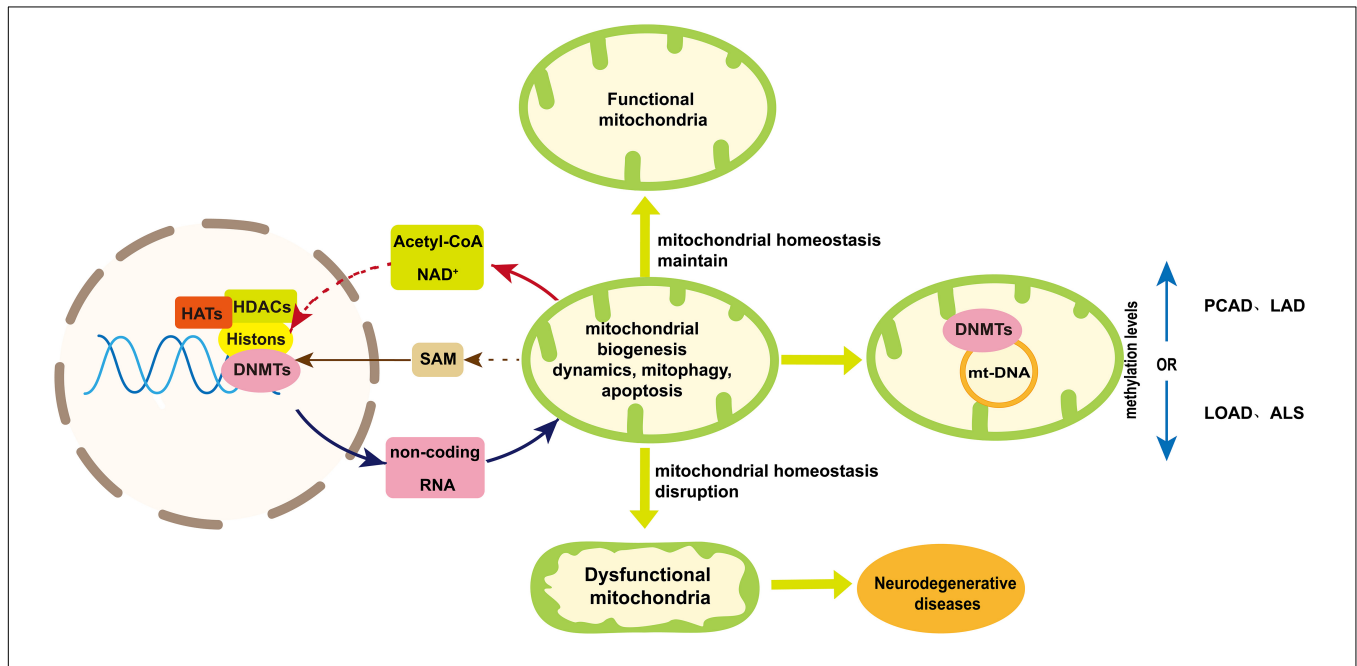 Functional
mitochondria
mitochondrial homeostasis
maintain
Acetyl-CoA
NAD⁺
HATs
HDACs
Histons
DNMTs
SAM
mitochondrial
biogenesis
dynamics, mitophagy,
apoptosis
DNMTs
mt-DNA
methylation levels
PCAD、LAD
OR
LOAD、ALS
non-coding
RNA
mitochondrial homeostasis
disruption
Dysfunctional
mitochondria
Neurodegenerative
diseases